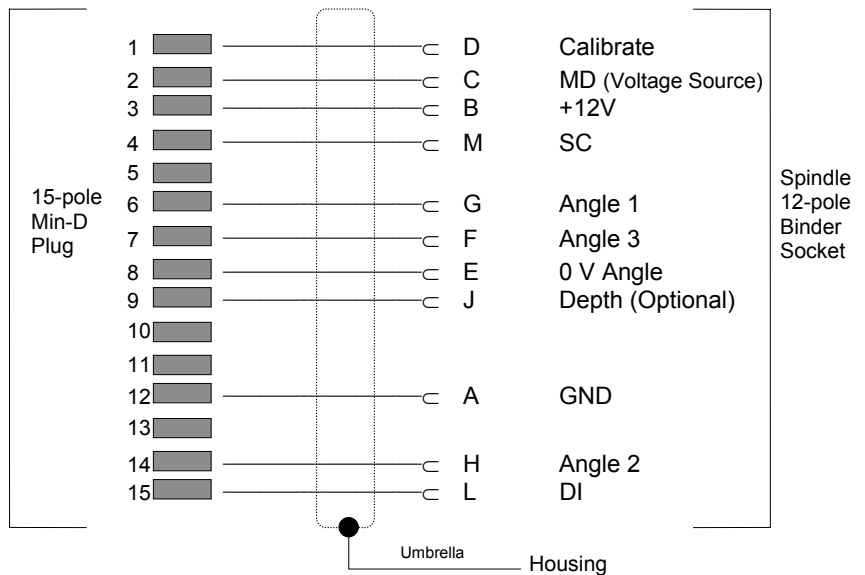 1 D Calibrate
2 C MD (Voltage Source)
3 B +12V
4 M SC
5
15-pole
Min-D
Plug
6 G Angle 1
7 F Angle 3
8 E 0 V Angle
9 J Depth (Optional)
10
11
12 A GND
13
14 H Angle 2
15 L DI
Spindle
12-pole
Binder
Socket
Umbrella
Housing